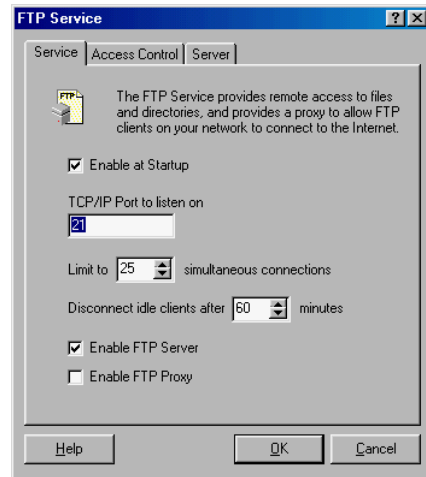 FTP Service
Service Access Control Server
FTP
The FTP Service provides remote access to files
and directories, and provides a proxy to allow FTP
clients on your network to connect to the Internet.
Enable at Startup
TCP/IP Port to listen on
21
Limit to 25 simultaneous connections
Disconnect idle clients after 60 minutes
Enable FTP Server
Enable FTP Proxy
Help OK Cancel